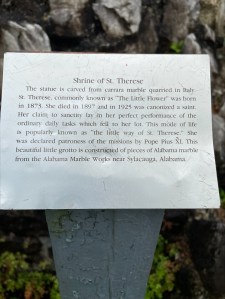 Shrine of St. Therese
The statue is carved from carrara marble quarried in Italy
St. Therese, commonly known as "The Little Flower" was born
in 1873. She died in 1897 and in 1925 was canonized a saint.
Her claim to sanctity lay in her perfect performance of the
ordinary daily tasks which fell to her lot. This mode of life
is popularly known as "the little way of st. Therese." She
was declared patroness of the missions by Pope Pius XI. This
beautiful little grotto is constructed of pieces of Alabama marble
from the Alabama Marble Works near Sylacauga, Alabama.